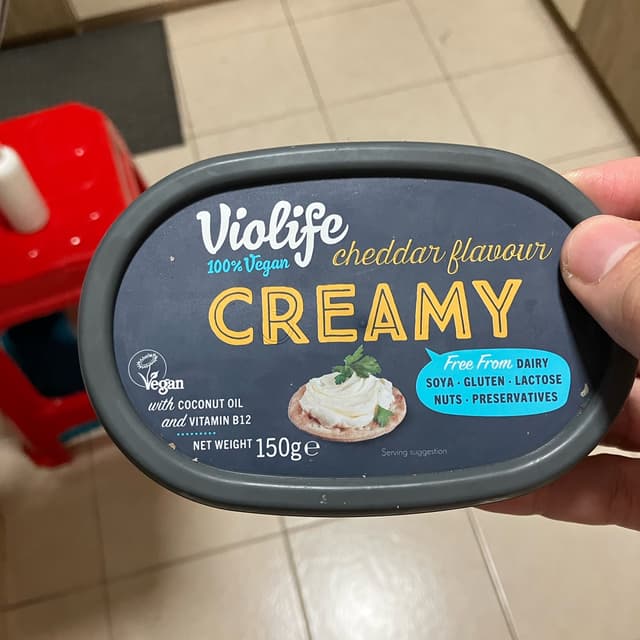 Violife
100% Vegan
cheddar flavour
CREAMY
Free From DAIRY
SOYA · GLUTEN · LACTOSE
NUTS · PRESERVATIVES
Vegan
with COCONUT OIL
and VITAMIN B12
NET WEIGHT 150g℮
Serving suggestion